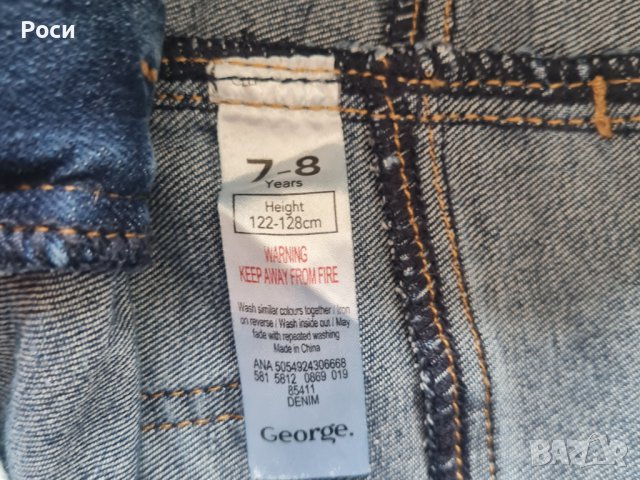 Роси
7-8
Years
Height
122-128cm
WARNING
KEEP AWAY FROM FIRE
Wash similar colours together / Iron
on reverse / Wash inside out / May
fade with repeated washing
Made in China
ANA 5054924306668
581 5812 0869 019
85411
DENIM
George.
BAZAR